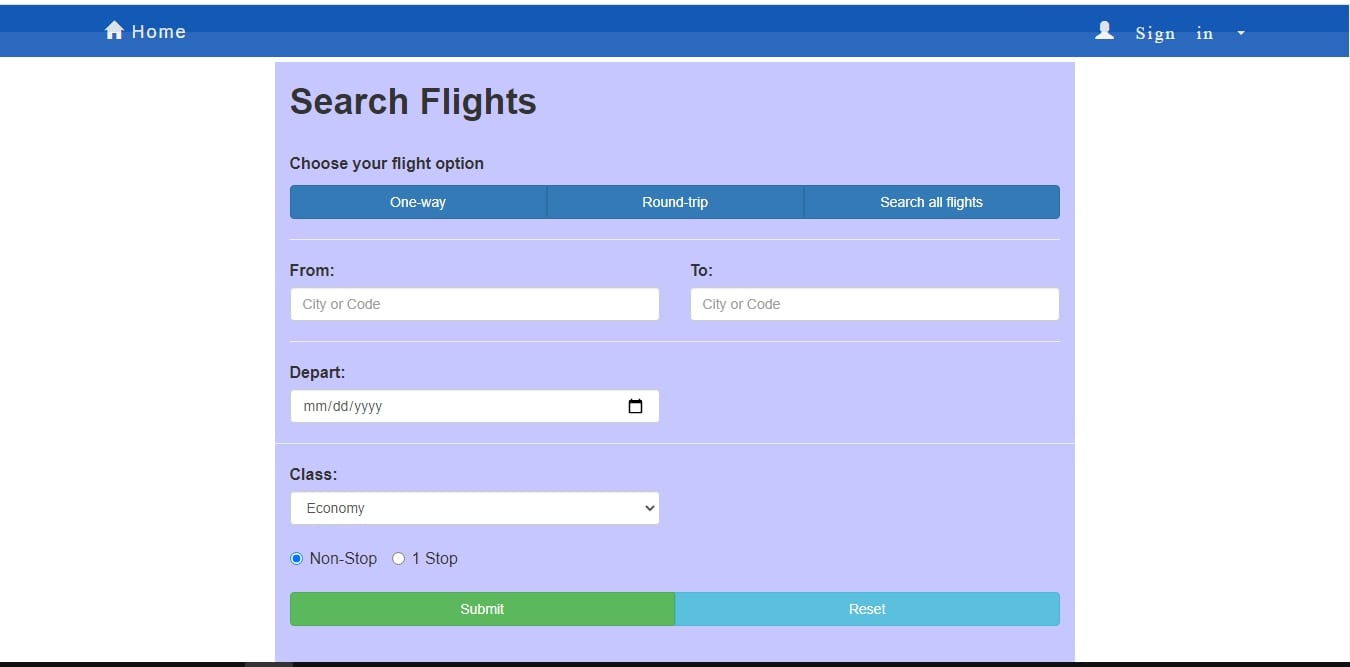 Home Sign in
Search Flights
Choose your flight option
One-way Round-trip Search all flights
From: To:
City or Code City or Code
Depart:
mm/dd/yyyy
Class:
Economy
Non-Stop 1 Stop
Submit Reset